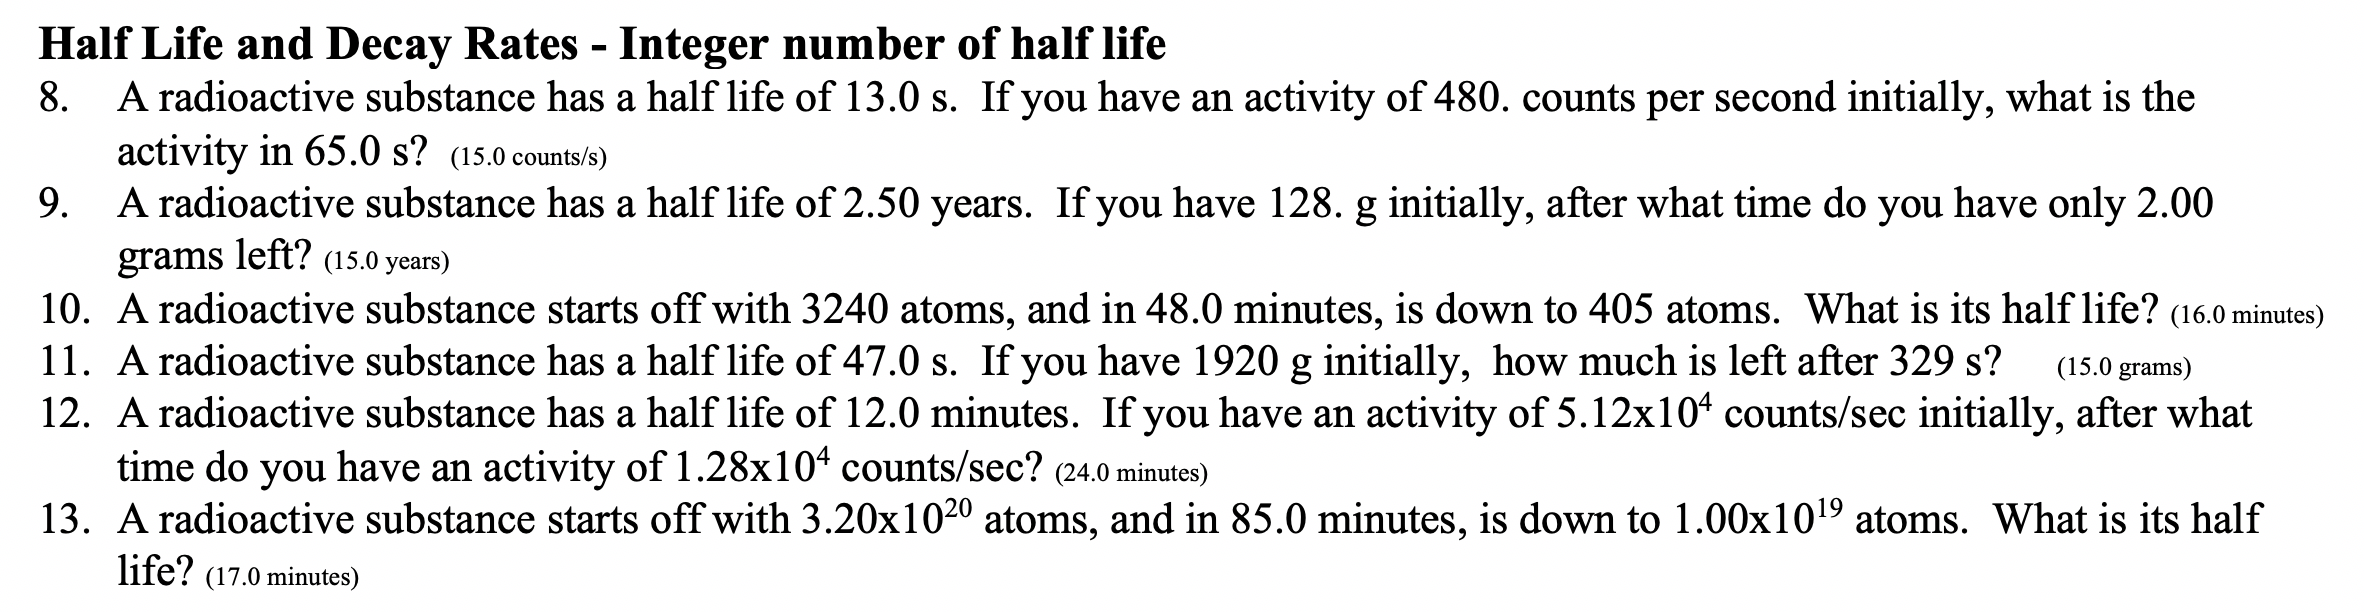 Half Life and Decay Rates - Integer number of half life
8. A radioactive substance has a half life of 13.0 s.  If you have an activity of 480. counts per second initially, what is the
activity in 65.0 s?  (15.0 counts/s)
9. A radioactive substance has a half life of 2.50 years.  If you have 128. g initially, after what time do you have only 2.00
grams left? (15.0 years)
10. A radioactive substance starts off with 3240 atoms, and in 48.0 minutes, is down to 405 atoms.  What is its half life? (16.0 minutes)
11. A radioactive substance has a half life of 47.0 s.  If you have 1920 g initially,  how much is left after 329 s?   (15.0 grams)
12. A radioactive substance has a half life of 12.0 minutes.  If you have an activity of 5.12x10⁴ counts/sec initially, after what
time do you have an activity of 1.28x10⁴ counts/sec? (24.0 minutes)
13. A radioactive substance starts off with 3.20x10²⁰ atoms, and in 85.0 minutes, is down to 1.00x10¹⁹ atoms.  What is its half
life? (17.0 minutes)